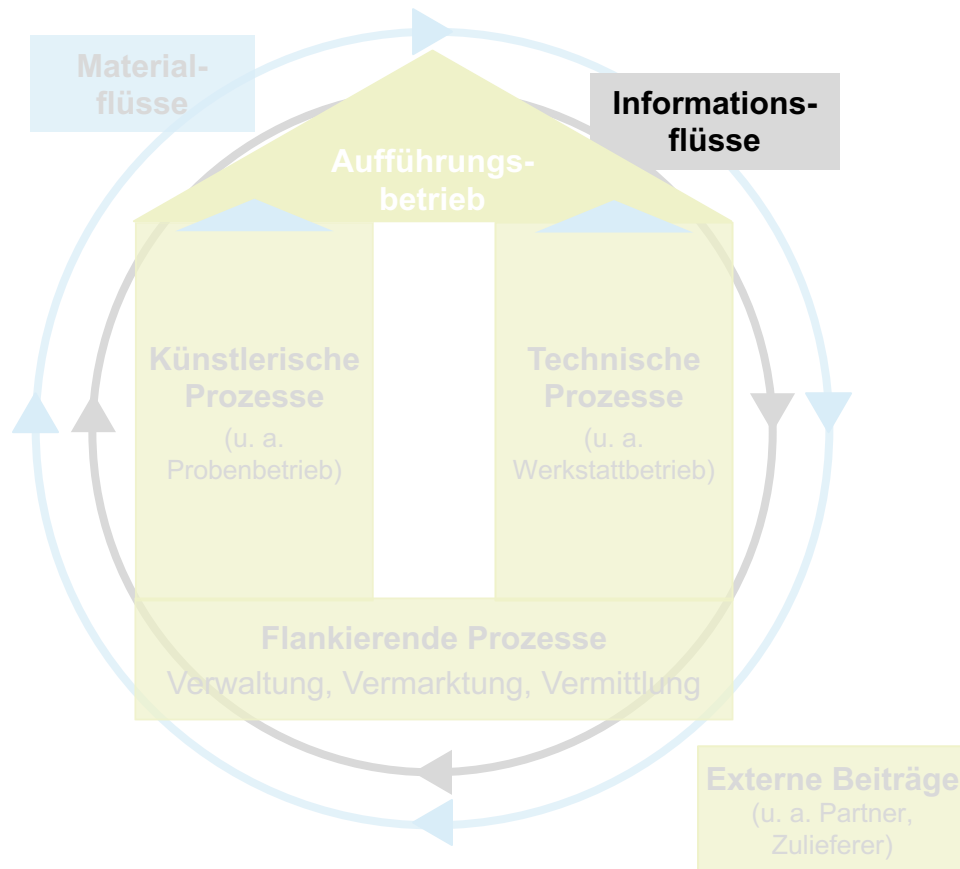 Material-
flüsse
Informations-
flüsse
Aufführungs-
betrieb
Künstlerische
Prozesse
(u. a.
Probenbetrieb)
Technische
Prozesse
(u. a.
Werkstattbetrieb)
Flankierende Prozesse
Verwaltung, Vermarktung, Vermittlung
Externe Beiträge
(u. a. Partner,
Zulieferer)